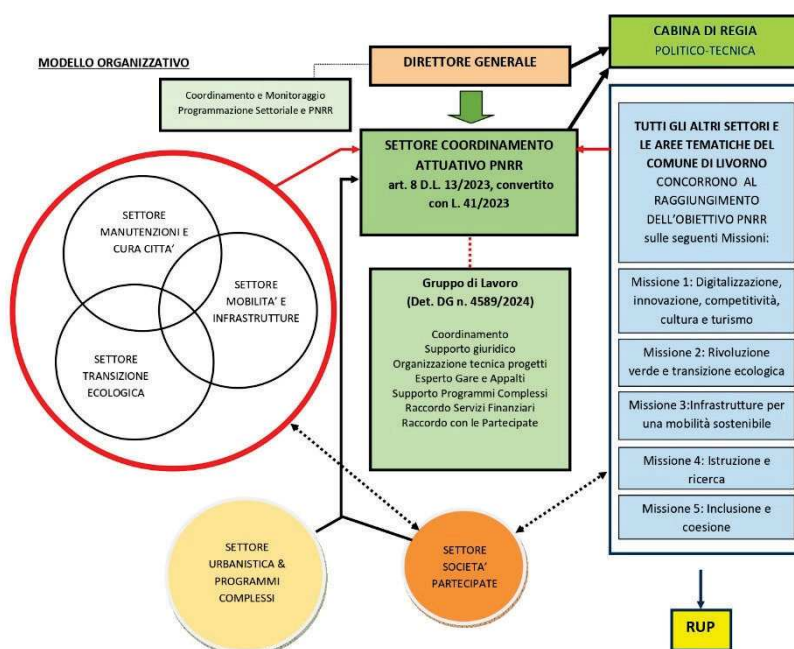 CABINA DI REGIA
POLITICO-TECNICA
MODELLO ORGANIZZATIVO
DIRETTORE GENERALE
Coordinamento e Monitoraggio
Programmazione Settoriale e PNRR
SETTORE COORDINAMENTO
ATTUATIVO PNRR
art. 8 D.L. 13/2023, convertito
con L. 41/2023
TUTTI GLI ALTRI SETTORI E
LE AREE TEMATICHE DEL
COMUNE DI LIVORNO
CONCORRONO AL
RAGGIUNGIMENTO
DELL'OBIETTIVO PNRR
sulle seguenti Missioni:
SETTORE
MANUTENZIONI E
CURA CITTA'
SETTORE
MOBILITA' E
INFRASTRUTTURE
SETTORE
TRANSIZIONE
ECOLOGICA
Gruppo di Lavoro
(Det. DG n. 4589/2024)
Coordinamento
Supporto giuridico
Organizzazione tecnica progetti
Esperto Gare e Appalti
Supporto Programmi Complessi
Raccordo Servizi Finanziari
Raccordo con le Partecipate
Missione 1: Digitalizzazione,
innovazione, competitività,
cultura e turismo
Missione 2: Rivoluzione
verde e transizione ecologica
Missione 3:Infrastrutture per
una mobilità sostenibile
Missione 4: Istruzione e
ricerca
Missione 5: Inclusione e
coesione
SETTORE
URBANISTICA &
PROGRAMMI
COMPLESSI
SETTORE
SOCIETA'
PARTECIPATE
RUP